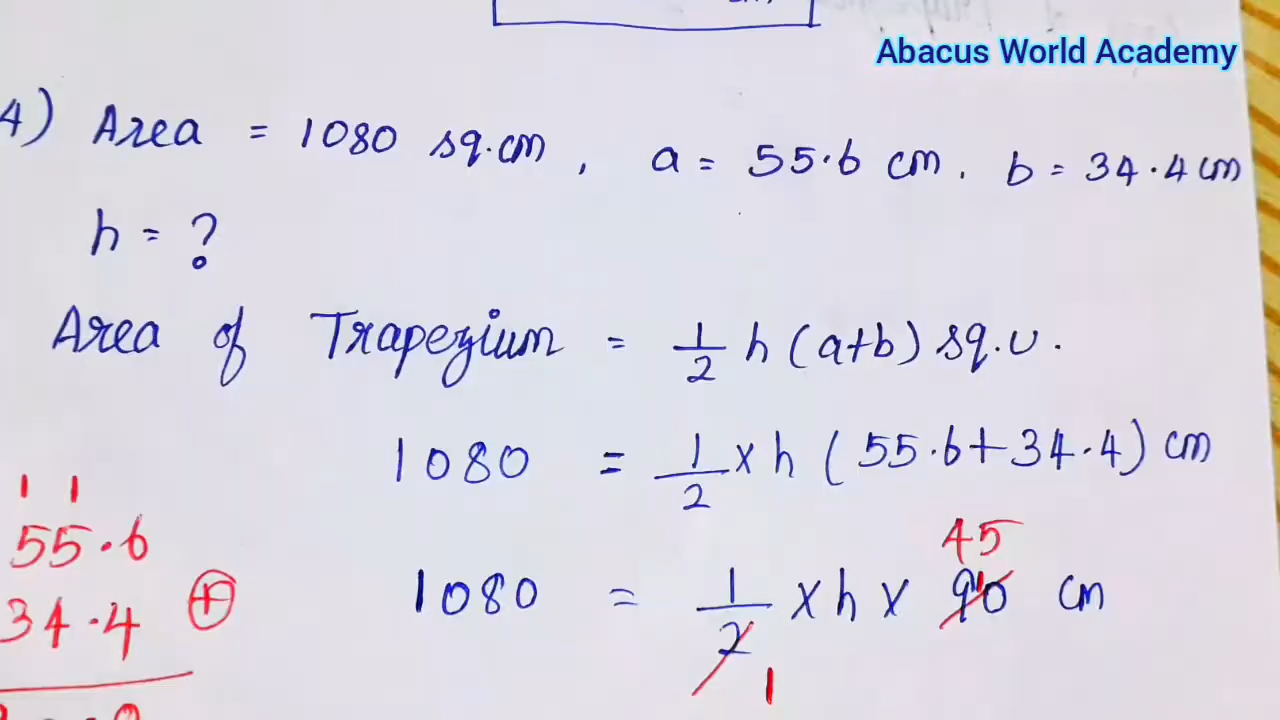 Abacus World Academy
4) Area = 1080 sq.cm, a = 55.6 cm. b = 34.4 cm
h = ?
Area of Trapezium = 1/2 h (a+b) sq.u.
1080 = 1/2 x h (55.6+34.4) cm
1 1
55.6
34.4 ⊕
45
1080 = 1/2 x h x 90 cm
1